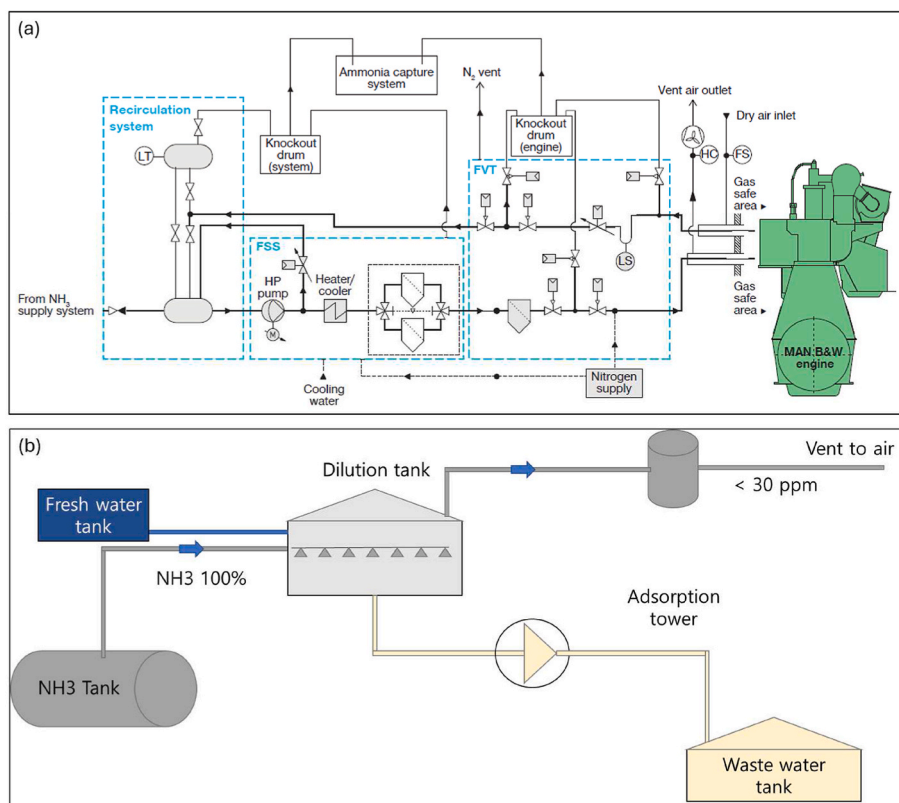 (a)
Ammonia capture
system
N2 vent
Vent air outlet
Dry air inlet
Recirculation
system
LT
Knockout
drum
(system)
Knockout
drum
(engine)
HC
FS
FVT
Gas
safe
area
FSS
HP
pump
Heater/
cooler
LS
From NH3
supply system
M
Gas
safe
area
MAN B&W
engine
Cooling
water
Nitrogen
supply
(b)
Dilution tank
Vent to air
< 30 ppm
Fresh water
tank
NH3 100%
Adsorption
tower
NH3 Tank
Waste water
tank